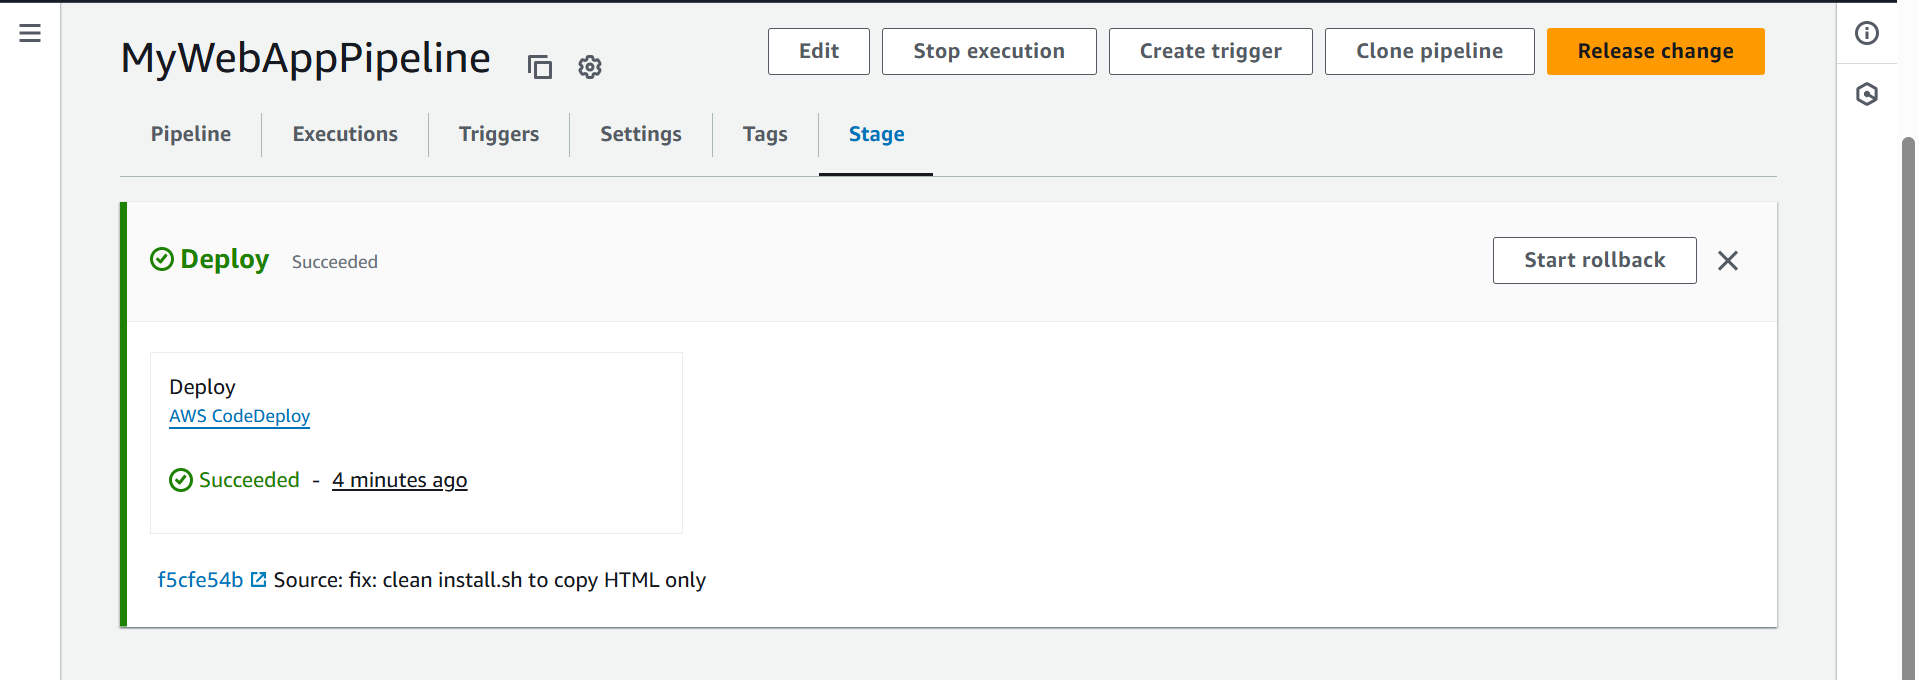 MyWebAppPipeline
Edit
Stop execution
Create trigger
Clone pipeline
Release change
Pipeline
Executions
Triggers
Settings
Tags
Stage
Deploy Succeeded
Start rollback
Deploy
AWS CodeDeploy
Succeeded - 4 minutes ago
f5cfe54b Source: fix: clean install.sh to copy HTML only